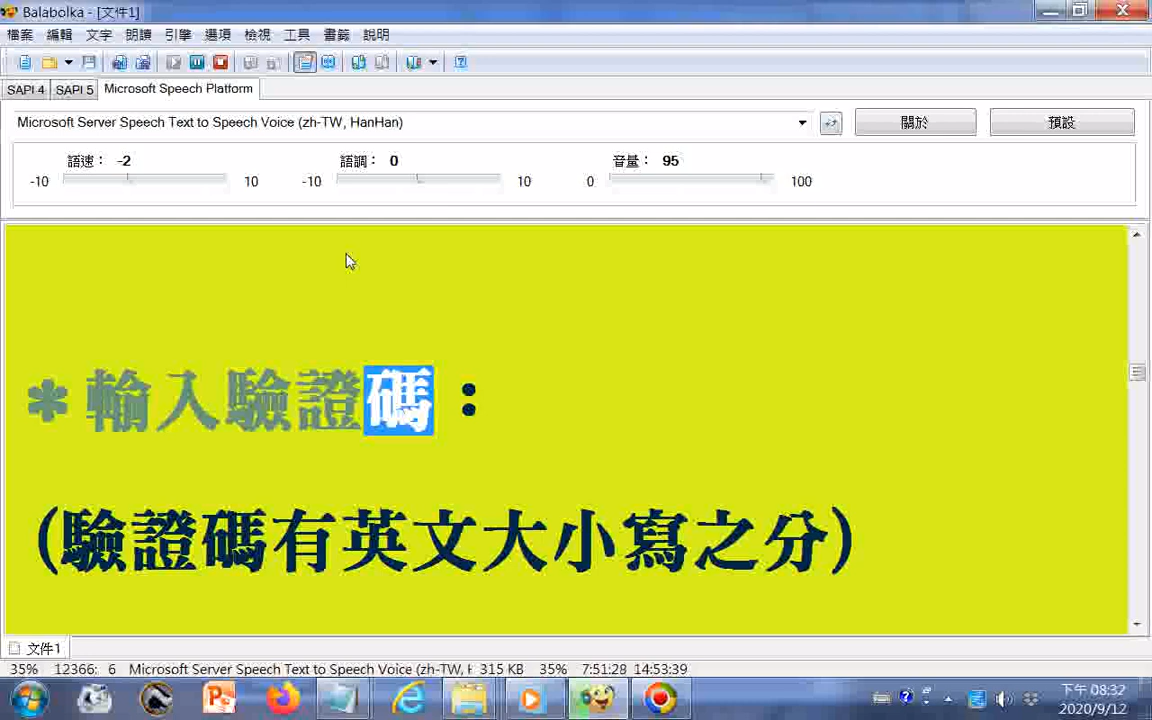 Balabolka - [文件1]
檔案 編輯 文字 朗讀 引擎 選項 檢視 工具 書籤 說明
SAPI 4 SAPI 5 Microsoft Speech Platform
Microsoft Server Speech Text to Speech Voice (zh-TW, HanHan) 關於 預設
語速： -2 語調： 0 音量： 95
-10 10 -10 10 0 100
*輸入驗證碼：
(驗證碼有英文大小寫之分)
文件1
35% 12366: 6 Microsoft Server Speech Text to Speech Voice (zh-TW, H 315 KB 35% 7:51:28 14:53:39
下午 08:32
2020/9/12